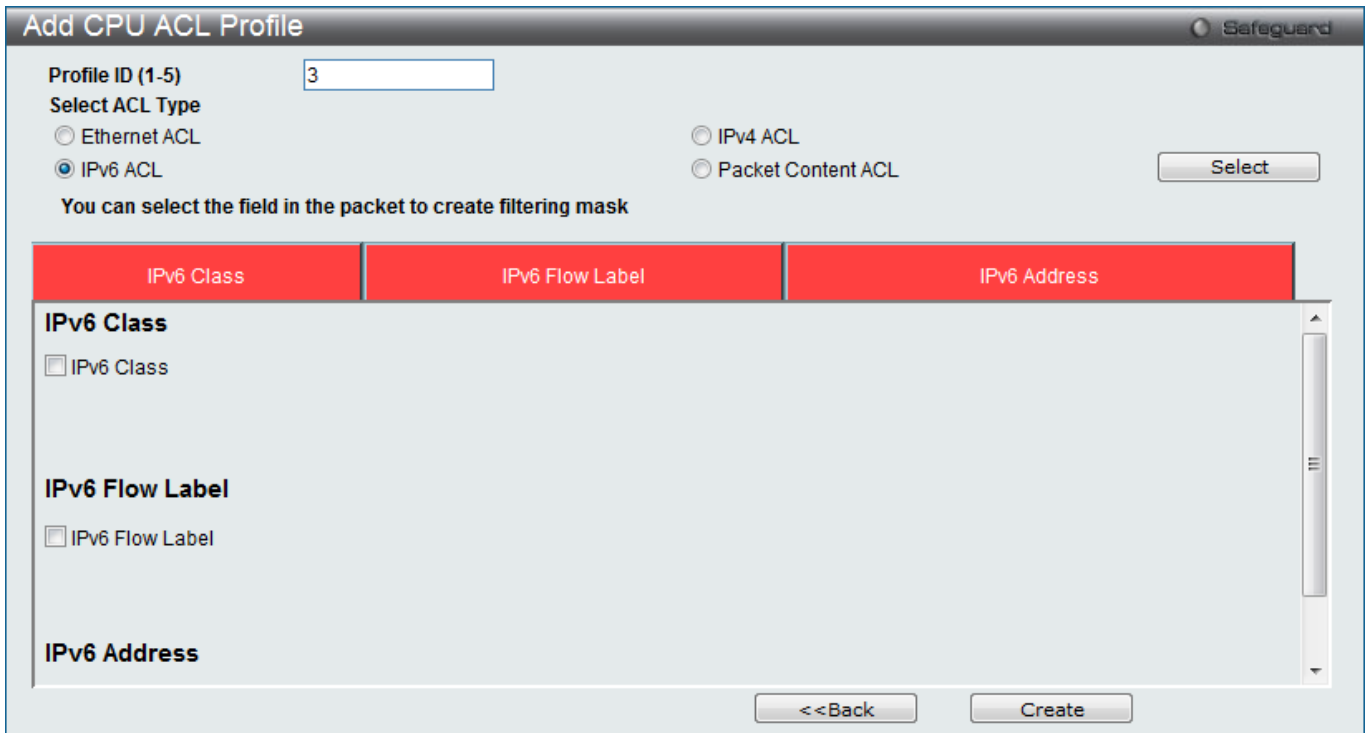 Add CPU ACL Profile
Safeguard
Profile ID (1-5) 3
Select ACL Type
Ethernet ACL IPv4 ACL
IPv6 ACL Packet Content ACL Select
You can select the field in the packet to create filtering mask
IPv6 Class IPv6 Flow Label IPv6 Address
IPv6 Class
IPv6 Class
IPv6 Flow Label
IPv6 Flow Label
IPv6 Address
<<Back Create